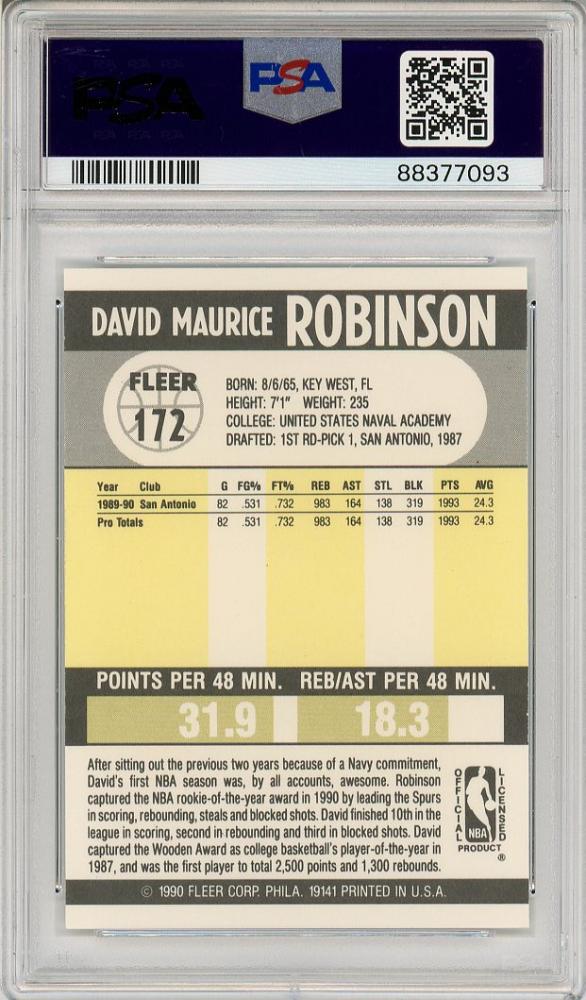 PSA PSA PSA
PSA
PSA
PSA PSA PSA
88377093
DAVID MAURICE ROBINSON
FLEER
172
BORN: 8/6/65, KEY WEST, FL
HEIGHT: 7'1" WEIGHT: 235
COLLEGE: UNITED STATES NAVAL ACADEMY
DRAFTED: 1ST RD-PICK 1, SAN ANTONIO, 1987
Year Club G FG% FT% REB AST STL BLK PTS AVG
1989-90 San Antonio 82 .531 .732 983 164 138 319 1993 24.3
Pro Totals 82 .531 .732 983 164 138 319 1993 24.3
POINTS PER 48 MIN. REB/AST PER 48 MIN.
31.9 18.3
After sitting out the previous two years because of a Navy commitment,
David's first NBA season was, by all accounts, awesome. Robinson
captured the NBA rookie-of-the-year award in 1990 by leading the Spurs
in scoring, rebounding, steals and blocked shots. David finished 10th in the
league in scoring, second in rebounding and third in blocked shots. David
captured the Wooden Award as college basketball's player-of-the-year in
1987, and was the first player to total 2,500 points and 1,300 rebounds.
OFFICIAL
LICENSED
NBA
PRODUCT
®
© 1990 FLEER CORP. PHILA. 19141 PRINTED IN U.S.A.